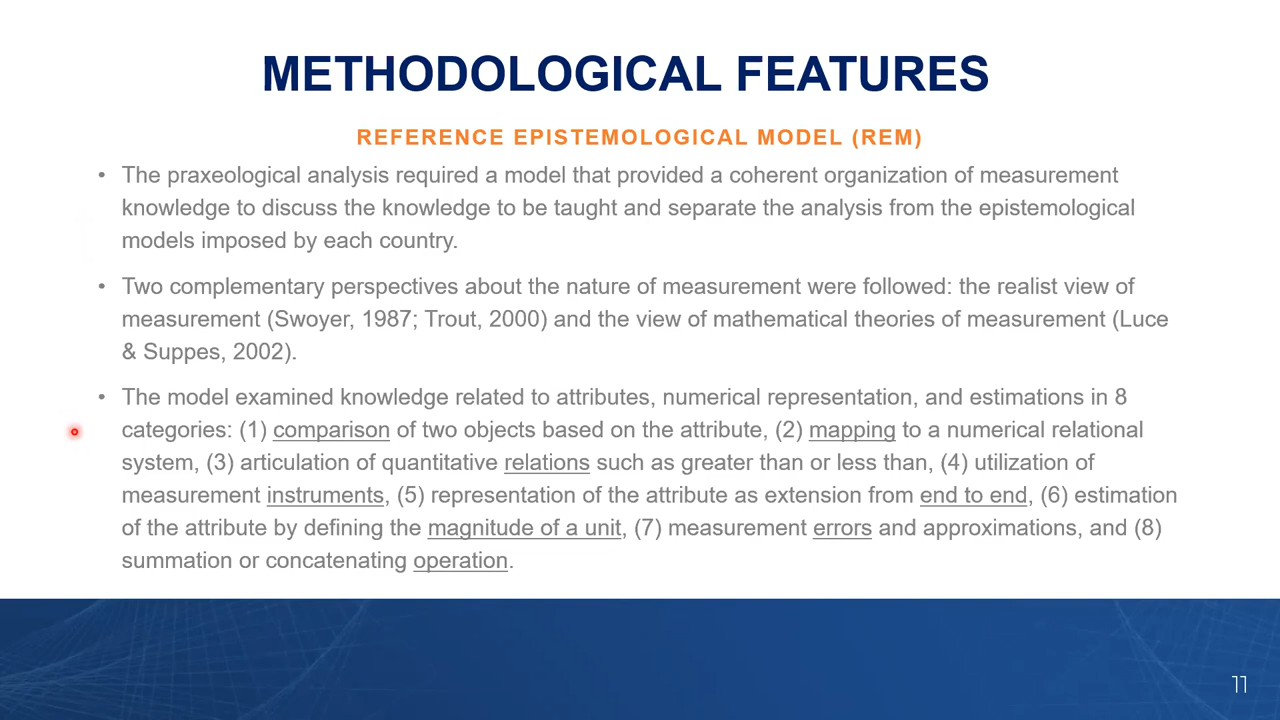 METHODOLOGICAL FEATURES
REFERENCE EPISTEMOLOGICAL MODEL (REM)
• The praxeological analysis required a model that provided a coherent organization of measurement
knowledge to discuss the knowledge to be taught and separate the analysis from the epistemological
models imposed by each country.
• Two complementary perspectives about the nature of measurement were followed: the realist view of
measurement (Swoyer, 1987; Trout, 2000) and the view of mathematical theories of measurement (Luce
& Suppes, 2002).
• The model examined knowledge related to attributes, numerical representation, and estimations in 8
categories: (1) comparison of two objects based on the attribute, (2) mapping to a numerical relational
system, (3) articulation of quantitative relations such as greater than or less than, (4) utilization of
measurement instruments, (5) representation of the attribute as extension from end to end, (6) estimation
of the attribute by defining the magnitude of a unit, (7) measurement errors and approximations, and (8)
summation or concatenating operation.
11